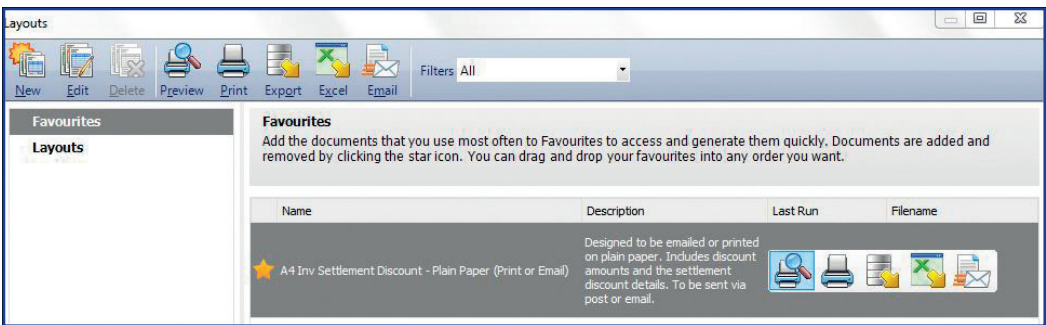 Layouts
New Edit Delete Preview Print Export Excel Email Filters All
Favourites
Layouts
Favourites
Add the documents that you use most often to Favourites to access and generate them quickly. Documents are added and
removed by clicking the star icon. You can drag and drop your favourites into any order you want.
Name Description Last Run Filename
A4 Inv Settlement Discount - Plain Paper (Print or Email)
Designed to be emailed or printed
on plain paper. Includes discount
amounts and the settlement
discount details. To be sent via
post or email.